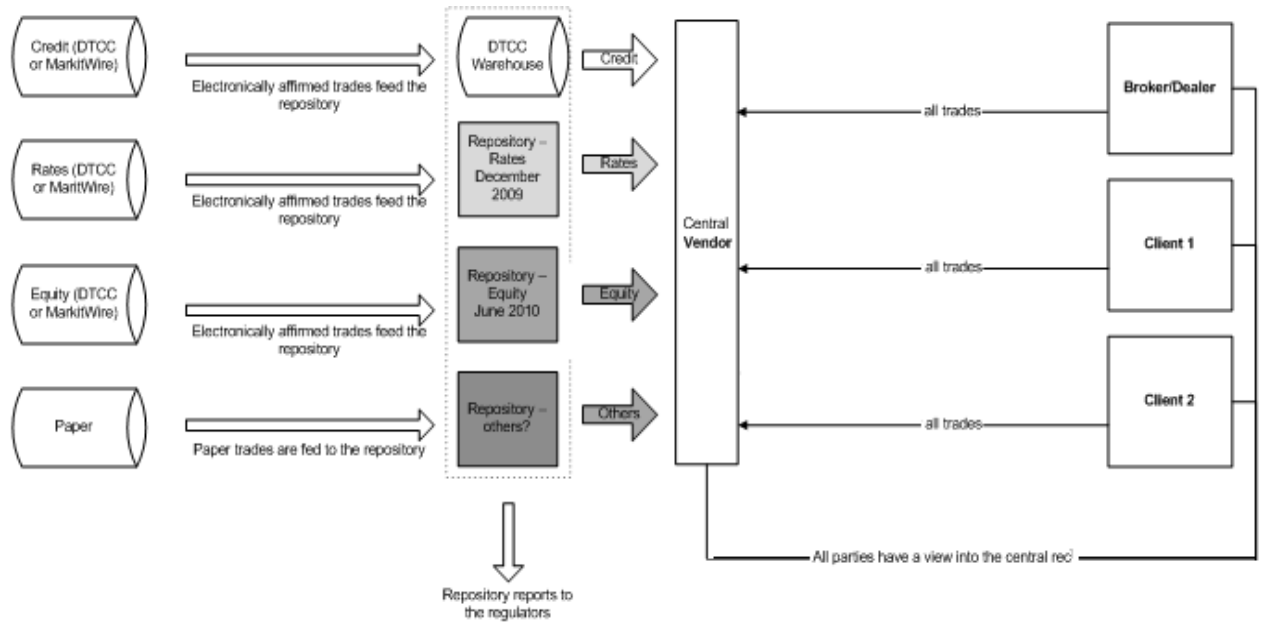 Credit (DTCC
or MarkitWire)
Electronically affirmed trades feed the
repository
DTCC
Warehouse
Credit
Rates (DTCC
or MaritWire)
Electronically affirmed trades feed the
repository
Repository –
Rates
December
2009
Rates
Equity (DTCC
or MarkitWire)
Electronically affirmed trades feed the
repository
Repository –
Equity
June 2010
Equity
Paper
Paper trades are fed to the repository
Repository –
others?
Others
Repository reports to
the regulators
Central
Vendor
all trades
Broker/Dealer
all trades
Client 1
all trades
Client 2
All parties have a view into the central rec